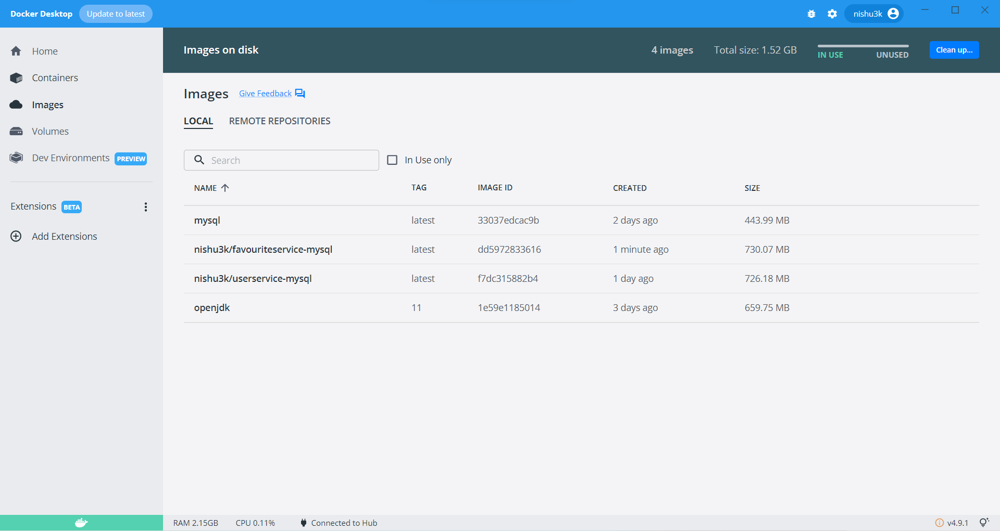 Docker Desktop Update to latest nishu3k
Home
Containers
Images
Volumes
Dev Environments PREVIEW
Extensions BETA
Add Extensions
Images on disk 4 images Total size: 1.52 GB IN USE UNUSED Clean up...
Images Give Feedback
LOCAL REMOTE REPOSITORIES
Search In Use only
NAME TAG IMAGE ID CREATED SIZE
mysql latest 33037edcac9b 2 days ago 443.99 MB
nishu3k/favouriteservice-mysql latest dd5972833616 1 minute ago 730.07 MB
nishu3k/userservice-mysql latest f7dc315882b4 1 day ago 726.18 MB
openjdk 11 1e59e1185014 3 days ago 659.75 MB
RAM 2.15GB CPU 0.11% Connected to Hub v4.9.1